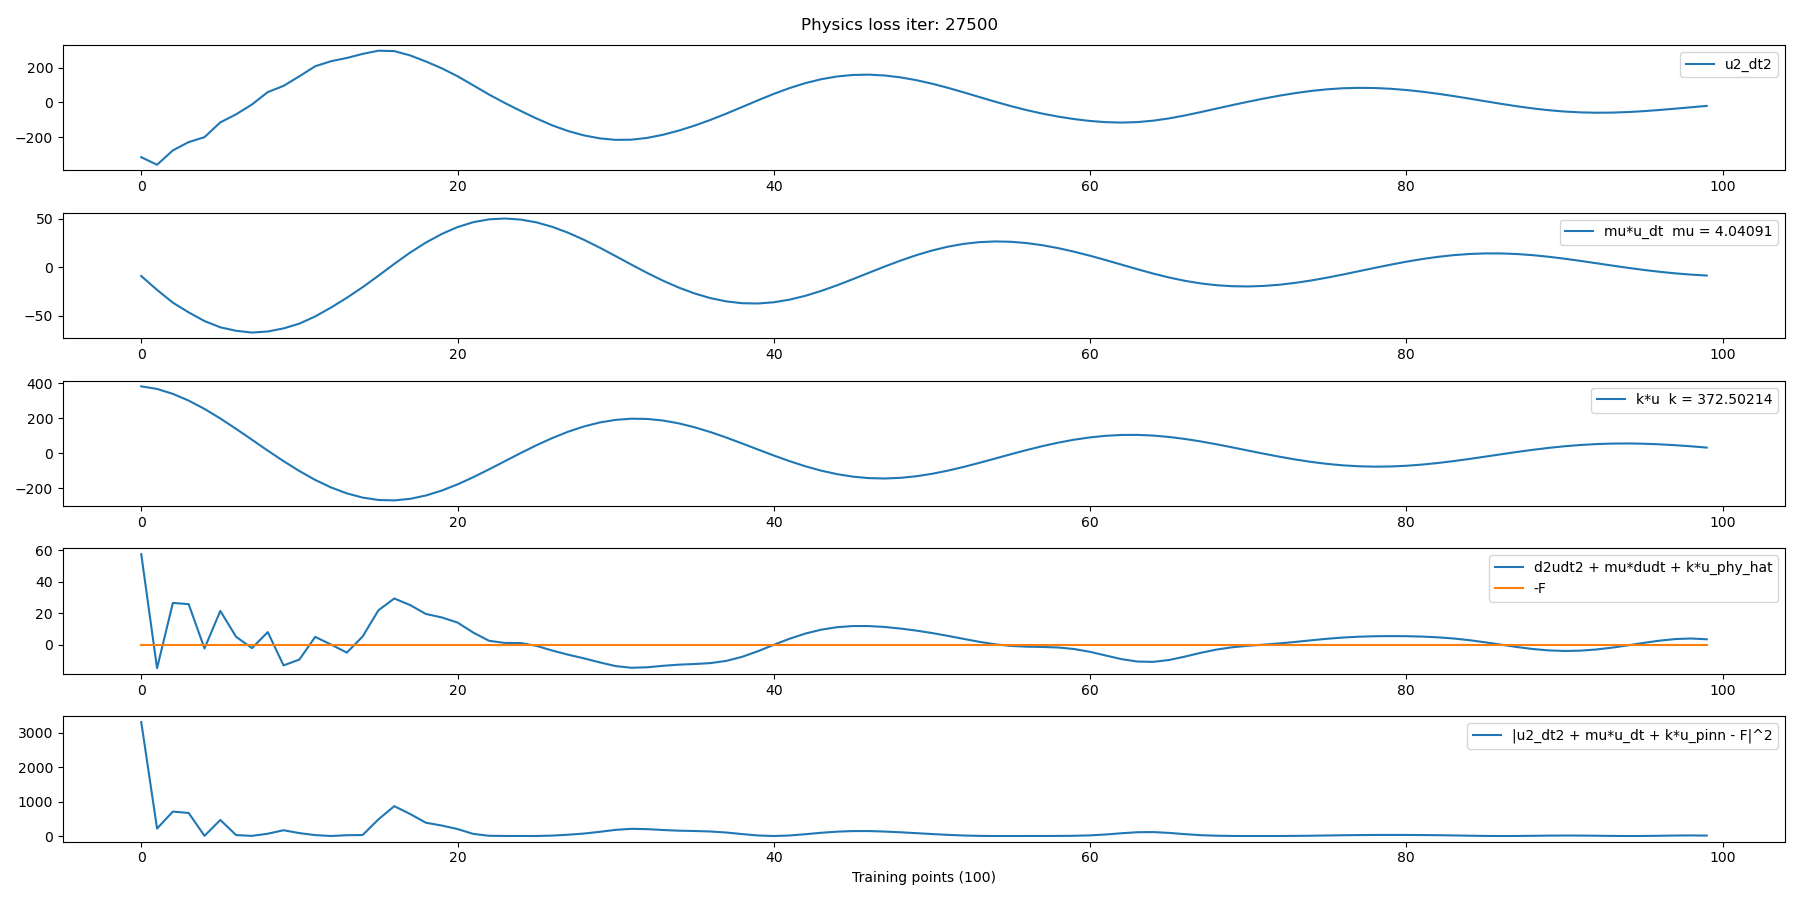 Physics loss iter: 27500
200
0
−200
u2_dt2
0 20 40 60 80 100
50
0
−50
mu*u_dt  mu = 4.04091
0 20 40 60 80 100
400
200
0
−200
k*u  k = 372.50214
0 20 40 60 80 100
60
40
20
0
d2udt2 + mu*dudt + k*u_phy_hat
-F
0 20 40 60 80 100
3000
2000
1000
0
|u2_dt2 + mu*u_dt + k*u_pinn - F|^2
0 20 40 60 80 100
Training points (100)